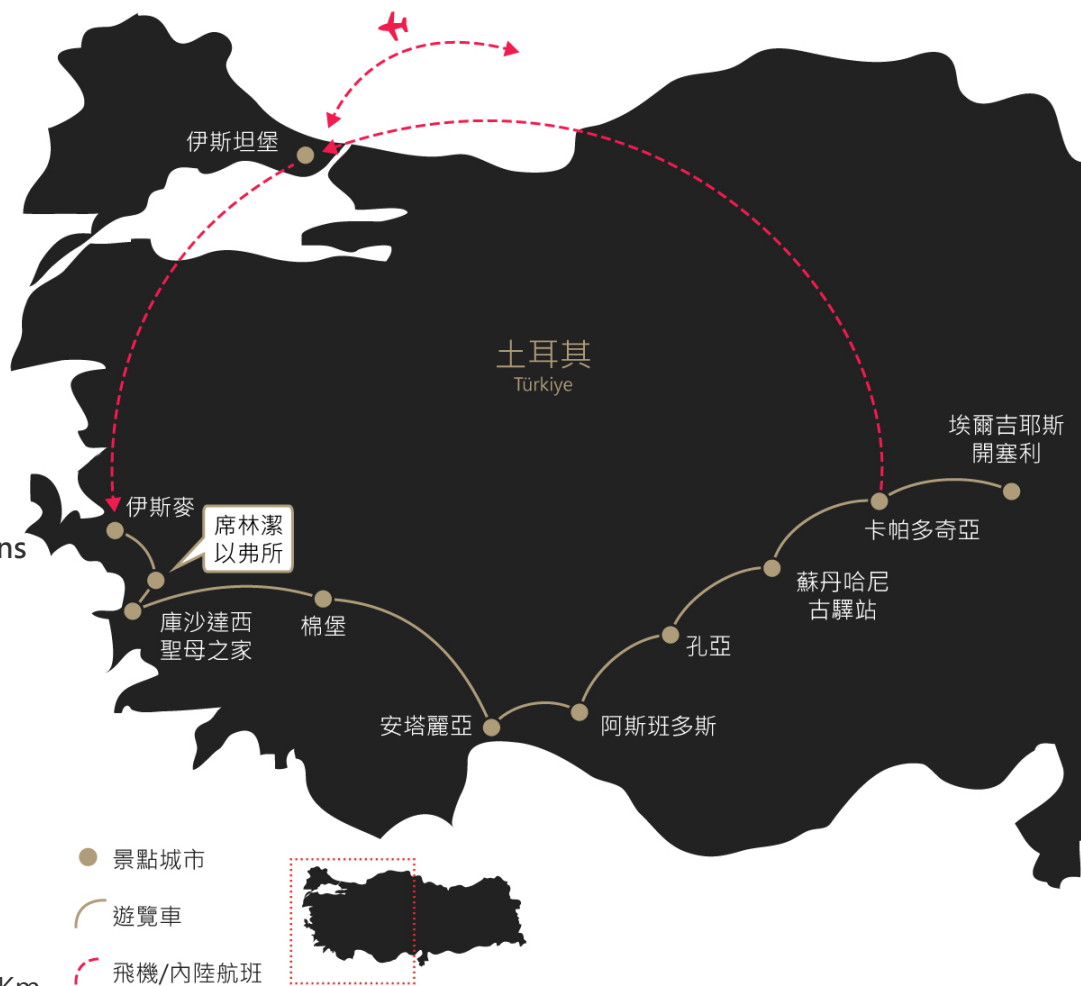 伊斯坦堡
土耳其
Türkiye
埃爾吉耶斯
開塞利
伊斯麥
席林潔
以弗所
ns
卡帕多奇亞
蘇丹哈尼
古驛站
庫沙達西
聖母之家
棉堡
孔亞
安塔麗亞
阿斯班多斯
景點城市
遊覽車
飛機/內陸航班
Km